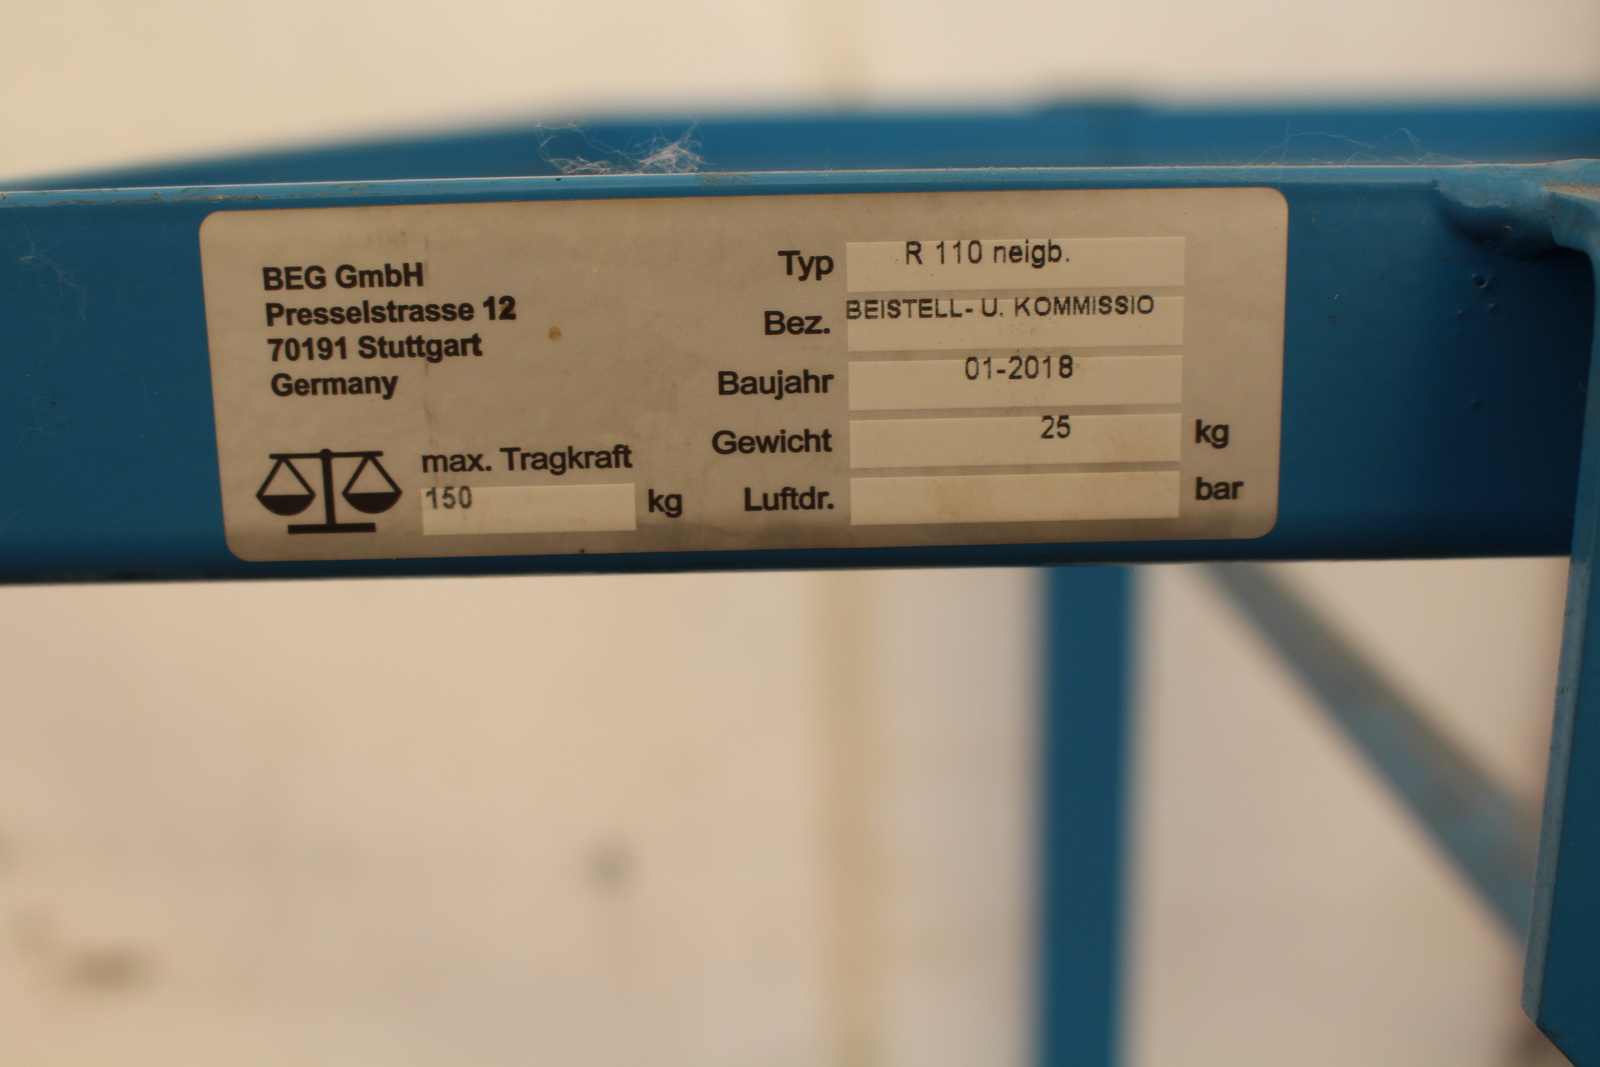 BEG GmbH
Presselstrasse 12
70191 Stuttgart
Germany
max. Tragkraft
150 kg
Typ R 110 neigb.
Bez. BEISTELL- U. KOMMISSIO
Baujahr 01-2018
Gewicht 25 kg
Luftdr. bar